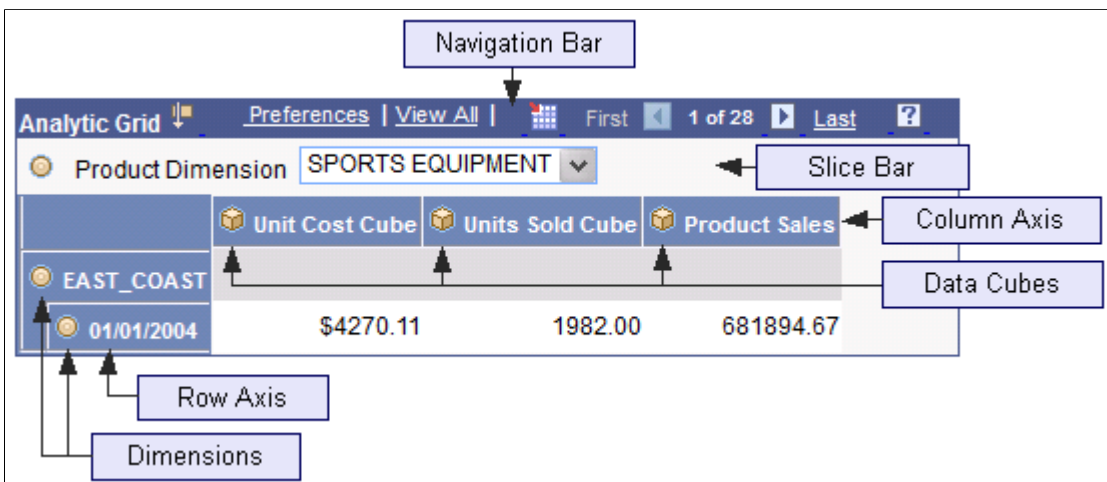 Navigation Bar
Analytic Grid Preferences | View All | First 1 of 28 Last ?
Product Dimension SPORTS EQUIPMENT Slice Bar
Unit Cost Cube Units Sold Cube Product Sales Column Axis
EAST_COAST Data Cubes
01/01/2004 $4270.11 1982.00 681894.67
Row Axis
Dimensions